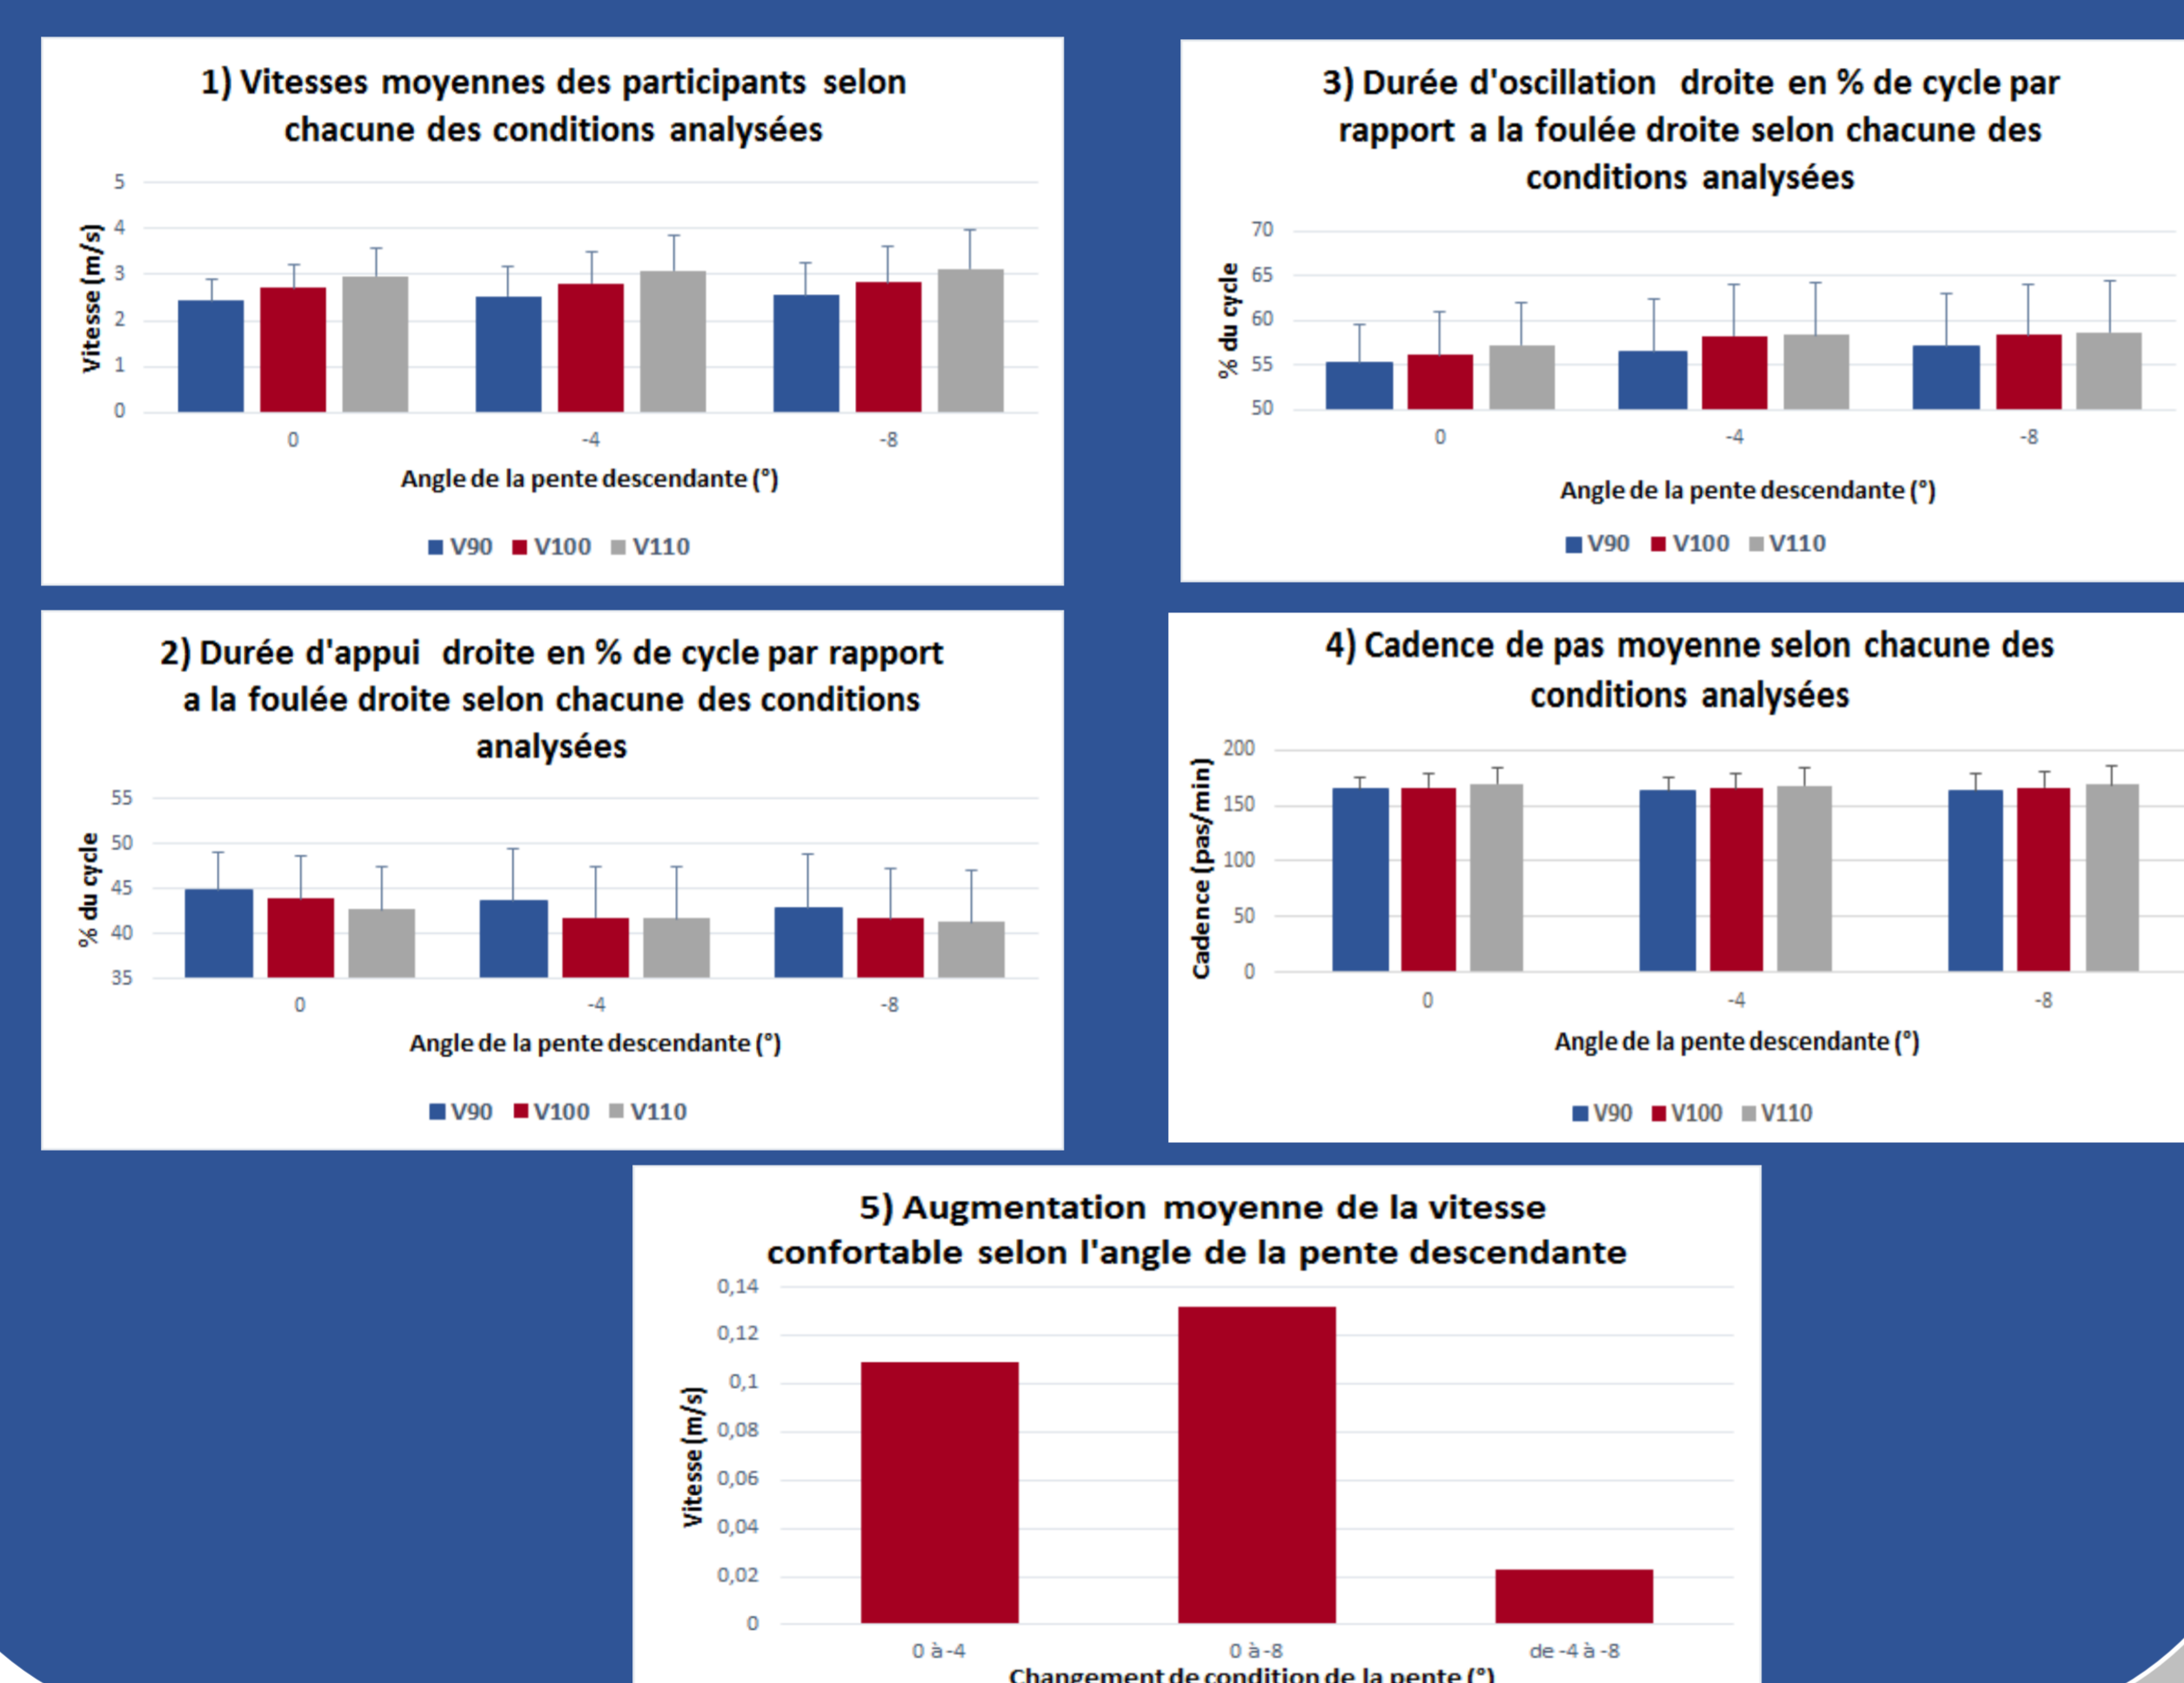 1) Vitesses moyennes des participants selon
chacune des conditions analysées
Vitesse (m/s)
5
4
3
2
1
0
0 -4 -8
Angle de la pente descendante (°)
V90 V100 V110
2) Durée d'appui droite en % de cycle par rapport
a la foulée droite selon chacune des conditions
analysées
% du cycle
55
50
45
40
35
0 -4 -8
Angle de la pente descendante (°)
V90 V100 V110
3) Durée d'oscillation droite en % de cycle par
rapport a la foulée droite selon chacune des
conditions analysées
% du cycle
70
65
60
55
50
0 -4 -8
Angle de la pente descendante (°)
V90 V100 V110
4) Cadence de pas moyenne selon chacune des
conditions analysées
Cadence (pas/min)
200
150
100
50
0
0 -4 -8
Angle de la pente descendante (°)
V90 V100 V110
5) Augmentation moyenne de la vitesse
confortable selon l'angle de la pente descendante
Vitesse (m/s)
0,14
0,12
0,1
0,08
0,06
0,04
0,02
0
0 à -4 0 à -8 de -4 à -8
Changement de condition de la pente (°)